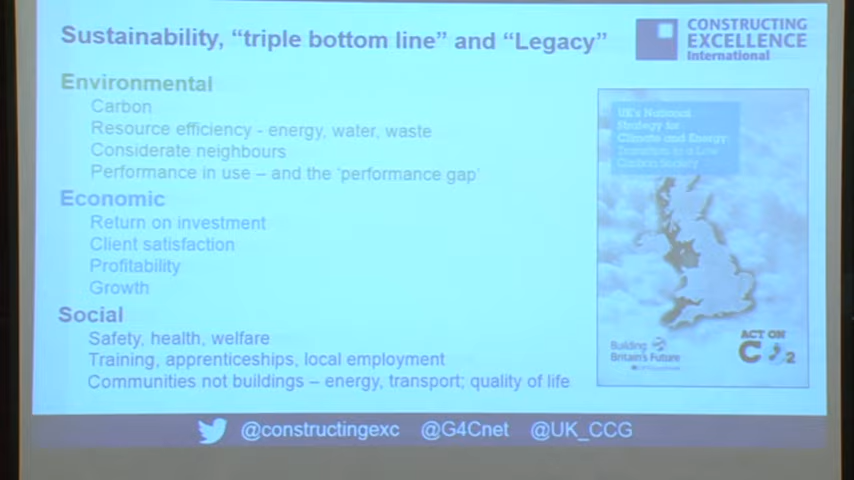 Sustainability, “triple bottom line” and “Legacy”
CONSTRUCTING
EXCELLENCE
International
Environmental
Carbon
Resource efficiency - energy, water, waste
Considerate neighbours
Performance in use – and the ‘performance gap’
Economic
Return on investment
Client satisfaction
Profitability
Growth
Social
Safety, health, welfare
Training, apprenticeships, local employment
Communities not buildings – energy, transport; quality of life
UK's National
Strategy for
Climate and Energy:
Transition to a Low
Carbon Society
Building
Britain's Future
ACT ON
CO2
@constructingexc @G4Cnet @UK_CCG